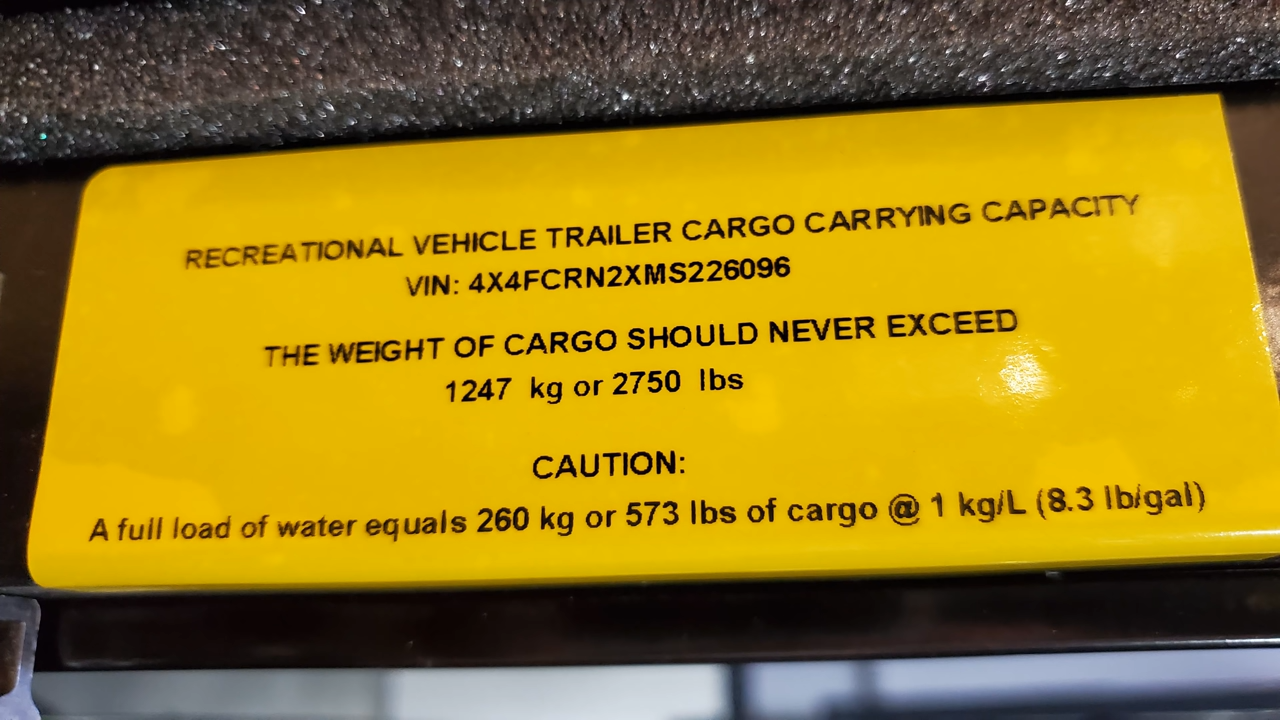 RECREATIONAL VEHICLE TRAILER CARGO CARRYING CAPACITY
VIN: 4X4FCRN2XMS226096
THE WEIGHT OF CARGO SHOULD NEVER EXCEED
1247 kg or 2750 lbs
CAUTION:
A full load of water equals 260 kg or 573 lbs of cargo @ 1 kg/L (8.3 lb/gal)